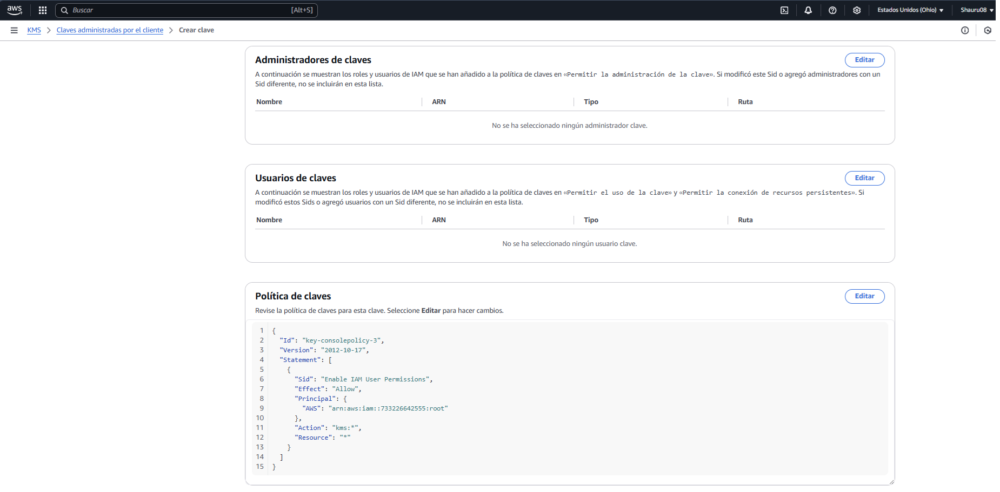 aws
Buscar [Alt+S] Estados Unidos (Ohio) Shauru08
KMS Claves administradas por el cliente Crear clave
Administradores de claves Editar
A continuación se muestran los roles y usuarios de IAM que se han añadido a la política de claves en «Permitir la administración de la clave». Si modificó este Sid o agregó administradores con un
Sid diferente, no se incluirán en esta lista.
Nombre ARN Tipo Ruta
No se ha seleccionado ningún administrador clave.
Usuarios de claves Editar
A continuación se muestran los roles y usuarios de IAM que se han añadido a la política de claves en «Permitir el uso de la clave» y «Permitir la conexión de recursos persistentes». Si
modificó estos Sids o agregó usuarios con un Sid diferente, no se incluirán en esta lista.
Nombre ARN Tipo Ruta
No se ha seleccionado ningún usuario clave.
Política de claves Editar
Revise la política de claves para esta clave. Seleccione Editar para hacer cambios.
1 {
2 "Id": "key-consolepolicy-3",
3 "Version": "2012-10-17",
4 "Statement": [
5 {
6 "Sid": "Enable IAM User Permissions",
7 "Effect": "Allow",
8 "Principal": {
9 "AWS": "arn:aws:iam::733226642555:root"
10 },
11 "Action": "kms:*",
12 "Resource": "*"
13 }
14 ]
15 }